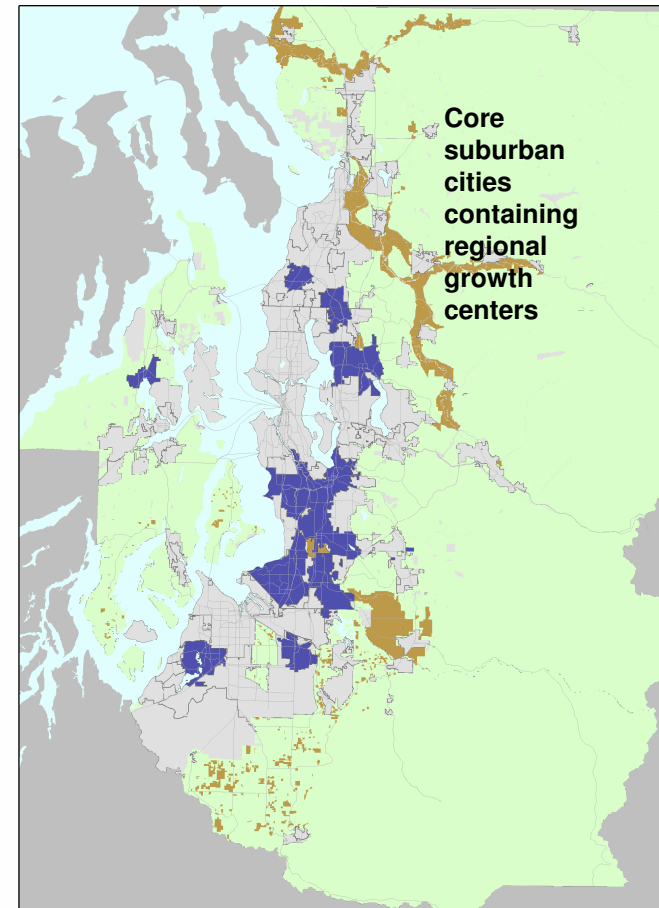 Core
suburban
cities
containing
regional
growth
centers